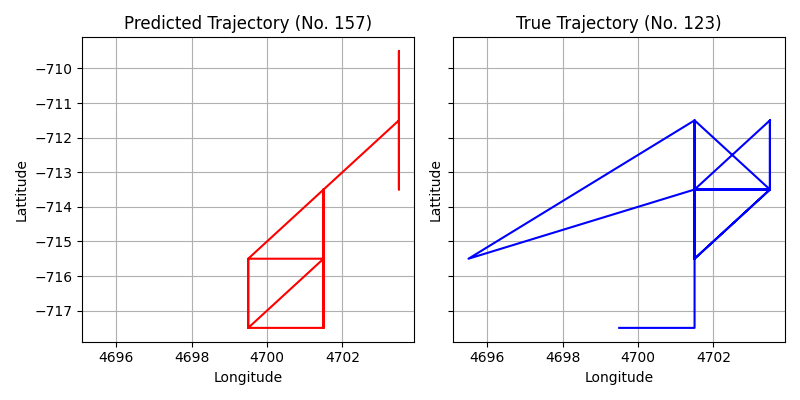 Predicted Trajectory (No. 157)
True Trajectory (No. 123)
−710
−711
−712
−713
−714
−715
−716
−717
Lattitude
Lattitude
4696 4698 4700 4702
4696 4698 4700 4702
Longitude
Longitude